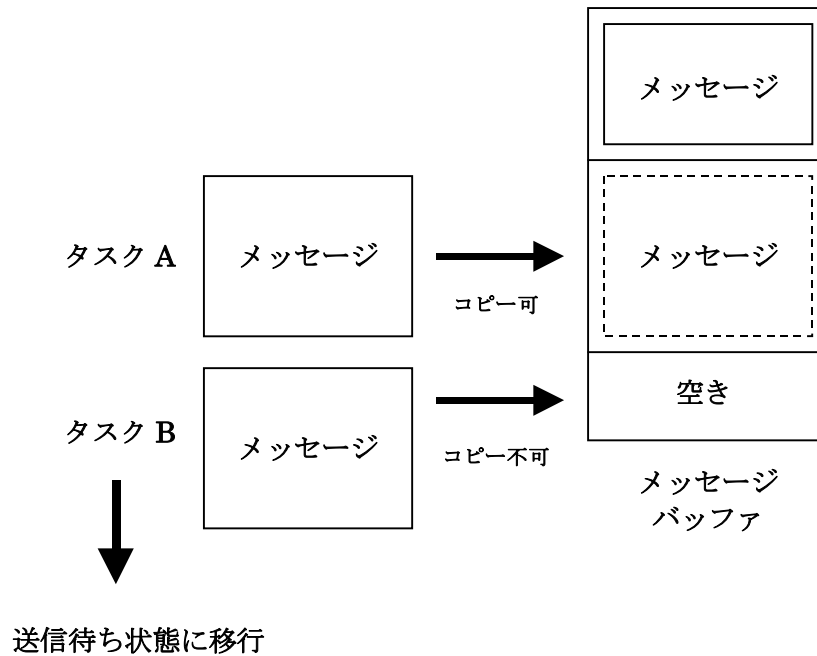 メッセージ
タスク A
メッセージ
メッセージ
コピー可
タスク B
メッセージ
空き
コピー不可
メッセージ
バッファ
送信待ち状態に移行